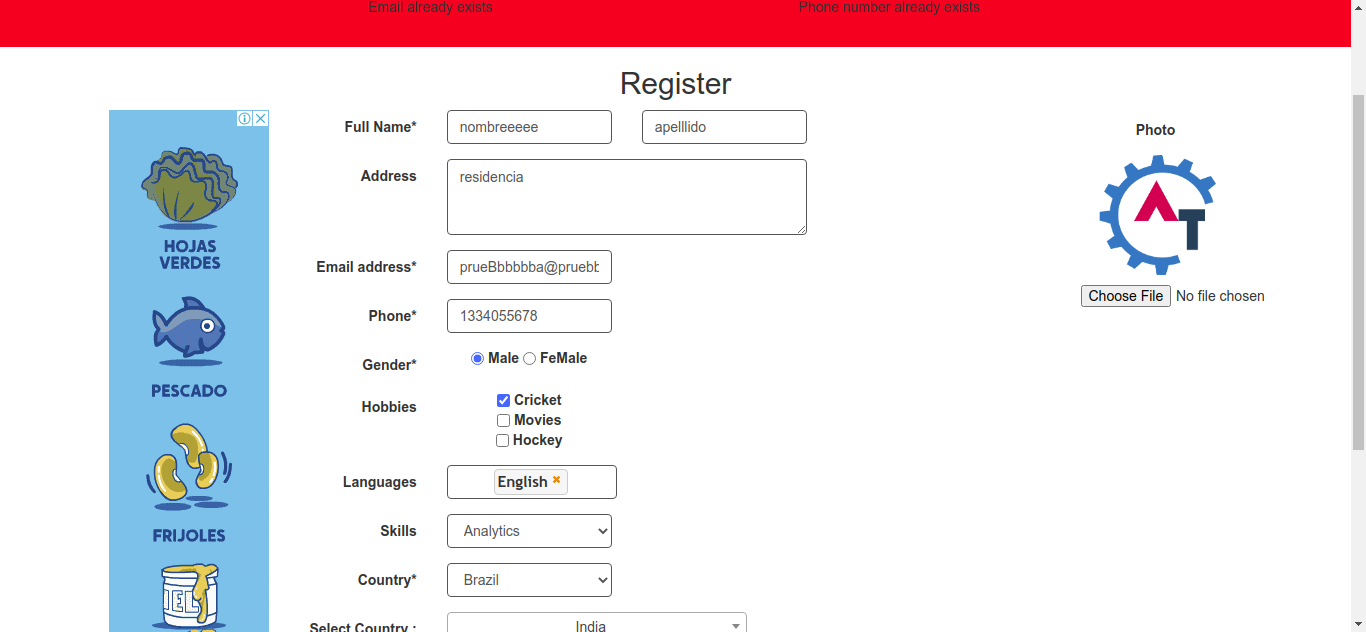 Email already exists Phone number already exists
Register
HOJAS
VERDES
PESCADO
FRIJOLES
Full Name* nombreeeee apelllido
Address residencia
Email address* prueBbbbbba@pruebb
Phone* 1334055678
Gender* Male FeMale
Hobbies Cricket
Movies
Hockey
Languages English
Skills Analytics
Country* Brazil
Select Country : India
Photo
AT
Choose File No file chosen